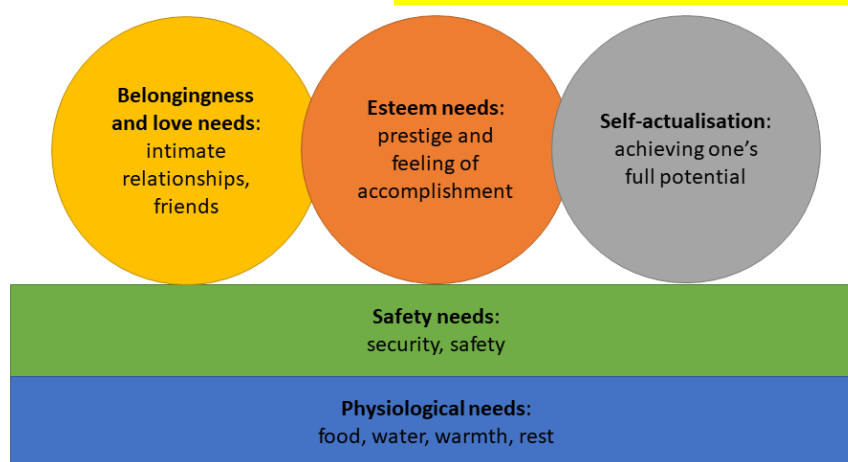 Belongingness
and love needs:
intimate
relationships,
friends
Esteem needs:
prestige and
feeling of
accomplishment
Self-actualisation:
achieving one’s
full potential
Safety needs:
security, safety
Physiological needs:
food, water, warmth, rest